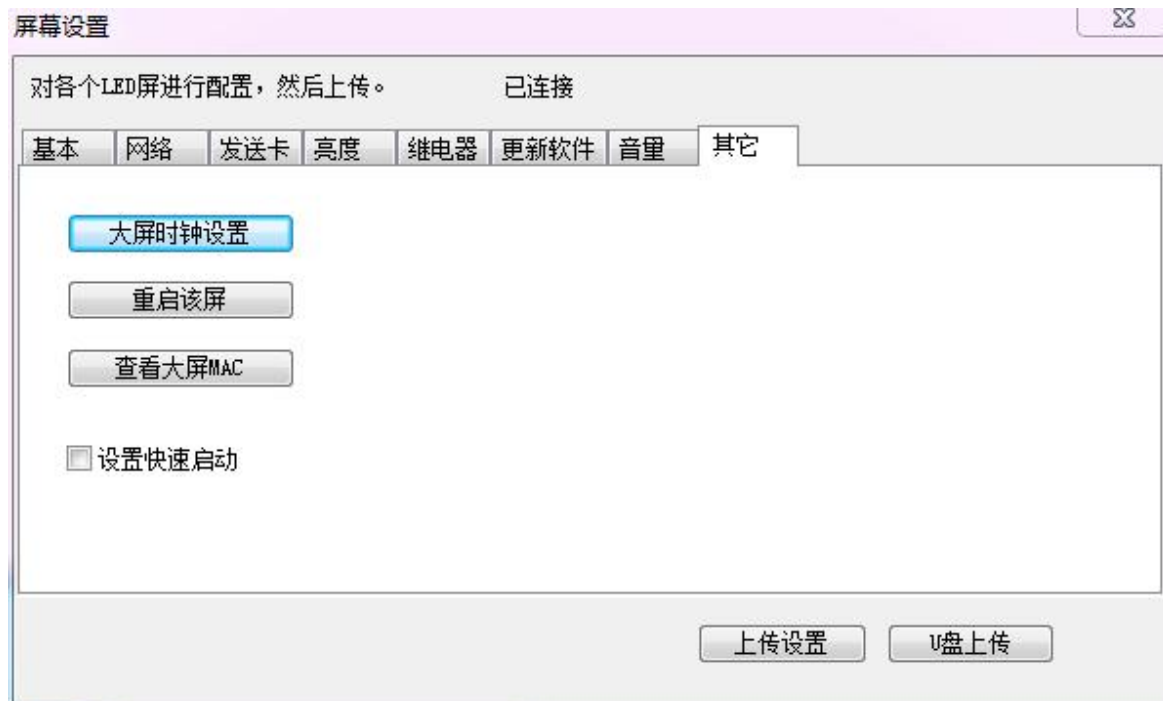 屏幕设置
对各个LED屏进行配置，然后上传。 已连接
基本 网络 发送卡 亮度 继电器 更新软件 音量 其它
大屏时钟设置
重启该屏
查看大屏MAC
设置快速启动
上传设置 U盘上传